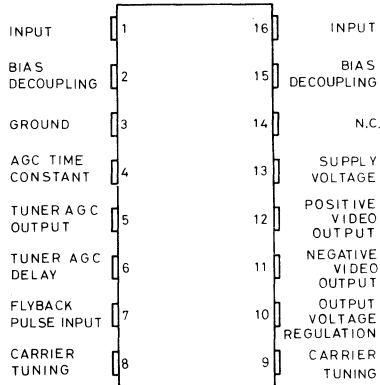 INPUT
1
16
INPUT
BIAS
DECOUPLING
2
15
BIAS
DECOUPLING
GROUND
3
14
N.C.
AGC TIME
CONSTANT
4
13
SUPPLY
VOLTAGE
TUNER AGC
OUTPUT
5
12
POSITIVE
VIDEO
OUTPUT
TUNER AGC
DELAY
6
11
NEGATIVE
VIDEO
OUTPUT
FLYBACK
PULSE INPUT
7
10
OUTPUT
VOLTAGE
REGULATION
CARRIER
TUNING
8
9
CARRIER
TUNING